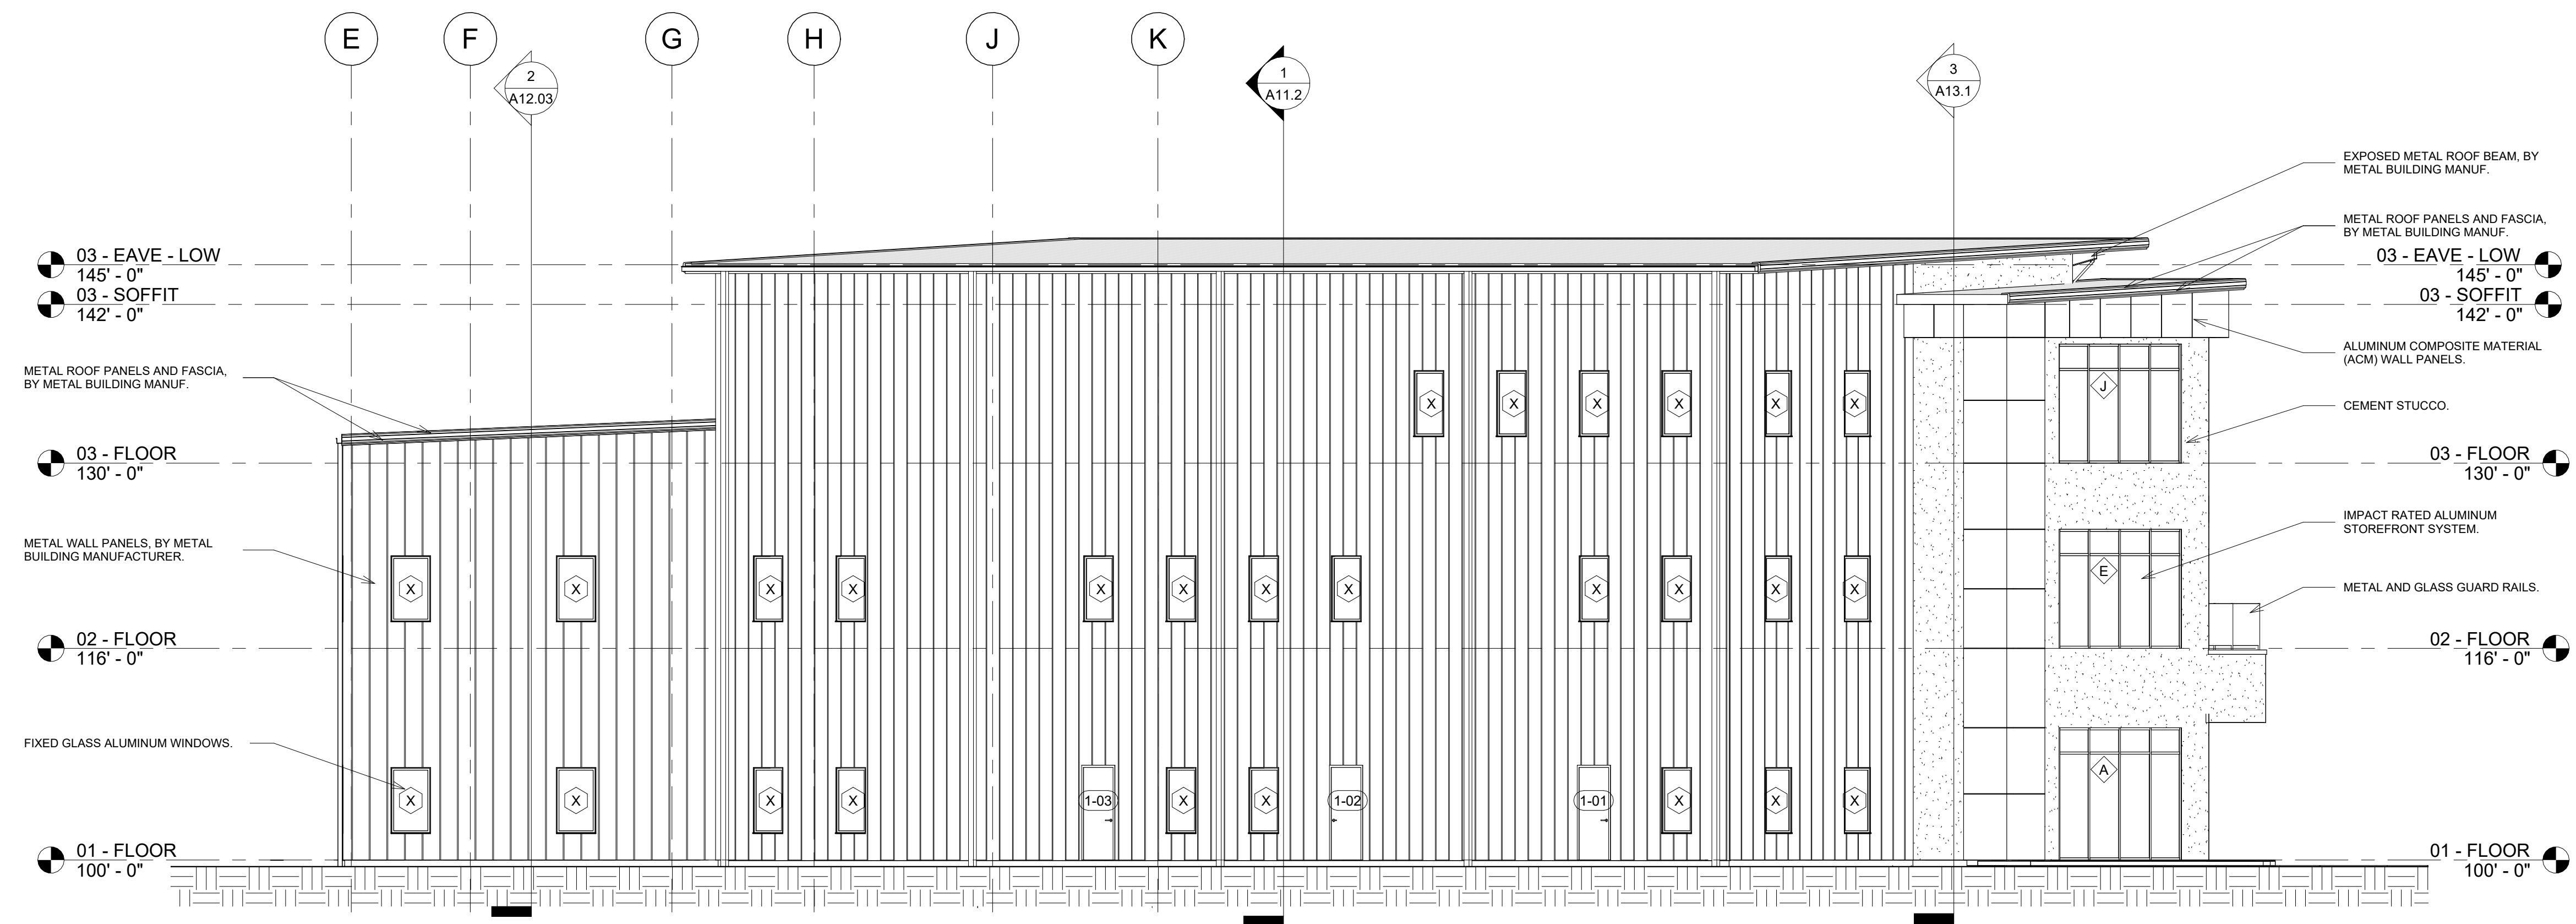 E
F
G
H
J
K
2
A12.03
1
A11.2
3
A13.1
03 - EAVE - LOW
145' - 0"
03 - SOFFIT
142' - 0"
METAL ROOF PANELS AND FASCIA,
BY METAL BUILDING MANUF.
03 - FLOOR
130' - 0"
METAL WALL PANELS, BY METAL
BUILDING MANUFACTURER.
02 - FLOOR
116' - 0"
FIXED GLASS ALUMINUM WINDOWS.
01 - FLOOR
100' - 0"
X X X X X X
X X X X X X X X X X X X
X X X X 1-03 X X 1-02 1-01 X X X
J
E
A
EXPOSED METAL ROOF BEAM, BY
METAL BUILDING MANUF.
METAL ROOF PANELS AND FASCIA,
BY METAL BUILDING MANUF.
03 - EAVE - LOW
145' - 0"
03 - SOFFIT
142' - 0"
ALUMINUM COMPOSITE MATERIAL
(ACM) WALL PANELS.
CEMENT STUCCO.
03 - FLOOR
130' - 0"
IMPACT RATED ALUMINUM
STOREFRONT SYSTEM.
METAL AND GLASS GUARD RAILS.
02 - FLOOR
116' - 0"
01 - FLOOR
100' - 0"